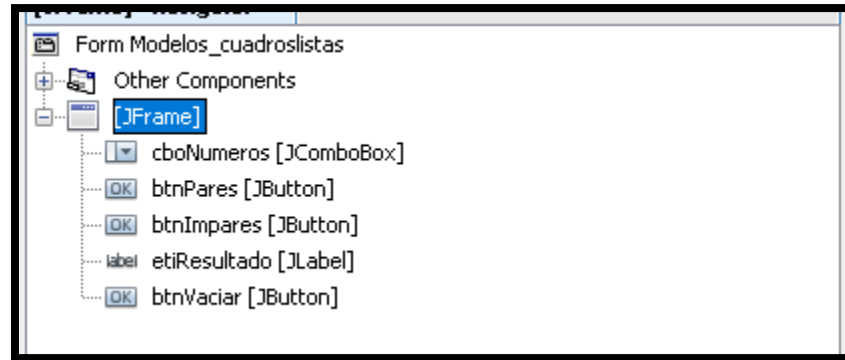 Form Modelos_cuadroslistas
Other Components
[JFrame]
cboNumeros [JComboBox]
OK btnPares [JButton]
OK btnImpares [JButton]
label etiResultado [JLabel]
OK btnVaciar [JButton]